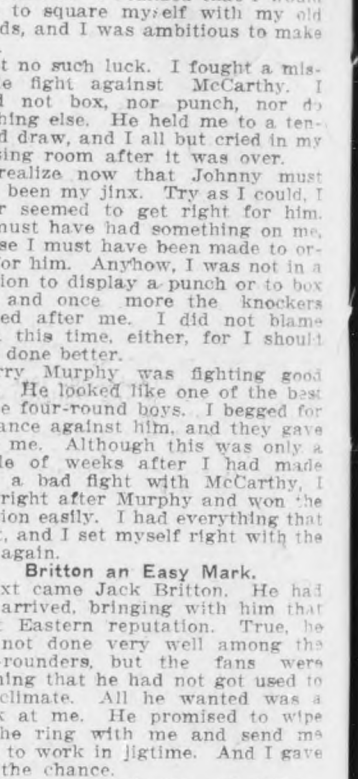 to square myself with my old
ds, and I was ambitious to make
t no such luck. I fought a mis-
e fight against McCarthy. I
d not box, nor punch, nor do
hing else. He held me to a ten-
d draw, and I all but cried in my
sing room after it was over.
realize now that Johnny must
been my jinx. Try as I could, I
r seemed to get right for him.
must have had something on me,
se I must have been made to or-
for him. Anyhow, I was not in a
ion to display a punch or to box
and once more the knockers
ed after me. I did not blame
this time, either, for I should
done better.
rry Murphy was fighting good
He looked like one of the best
e four-round boys. I begged for
ance against him, and they gave
me. Although this was only a
le of weeks after I had made
a bad fight with McCarthy, I
right after Murphy and won the
ion easily. I had everything that
t, and I set myself right with the
again.
Britton an Easy Mark.
xt came Jack Britton. He had
arrived, bringing with him that
t Eastern reputation. True, he
not done very well among the
-rounders, but the fans were
ing that he had not got used to
climate. All he wanted was a
k at me. He promised to wipe
he ring with me and send me
to work in jigtime. And I gave
the chance.